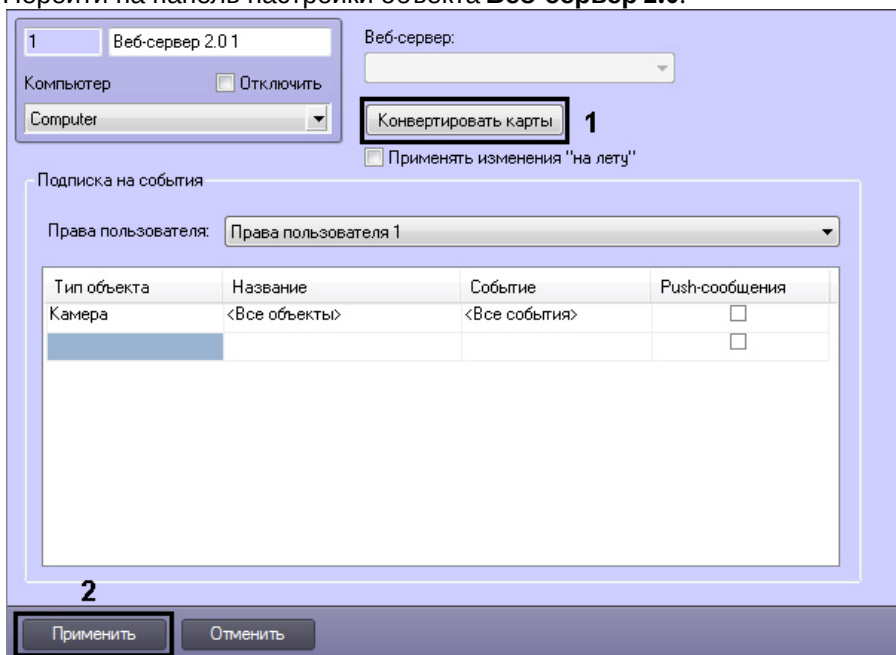 Перейти на панель настройки объекта Веб-сервер 2.0.
1 Веб-сервер 2.0 1 Веб-сервер:
Компьютер Отключить
Computer Конвертировать карты 1
Применять изменения "на лету"
Подписка на события
Права пользователя: Права пользователя 1
Тип объекта Название Событие Push-сообщения
Камера <Все объекты> <Все события>
2
Применить Отменить